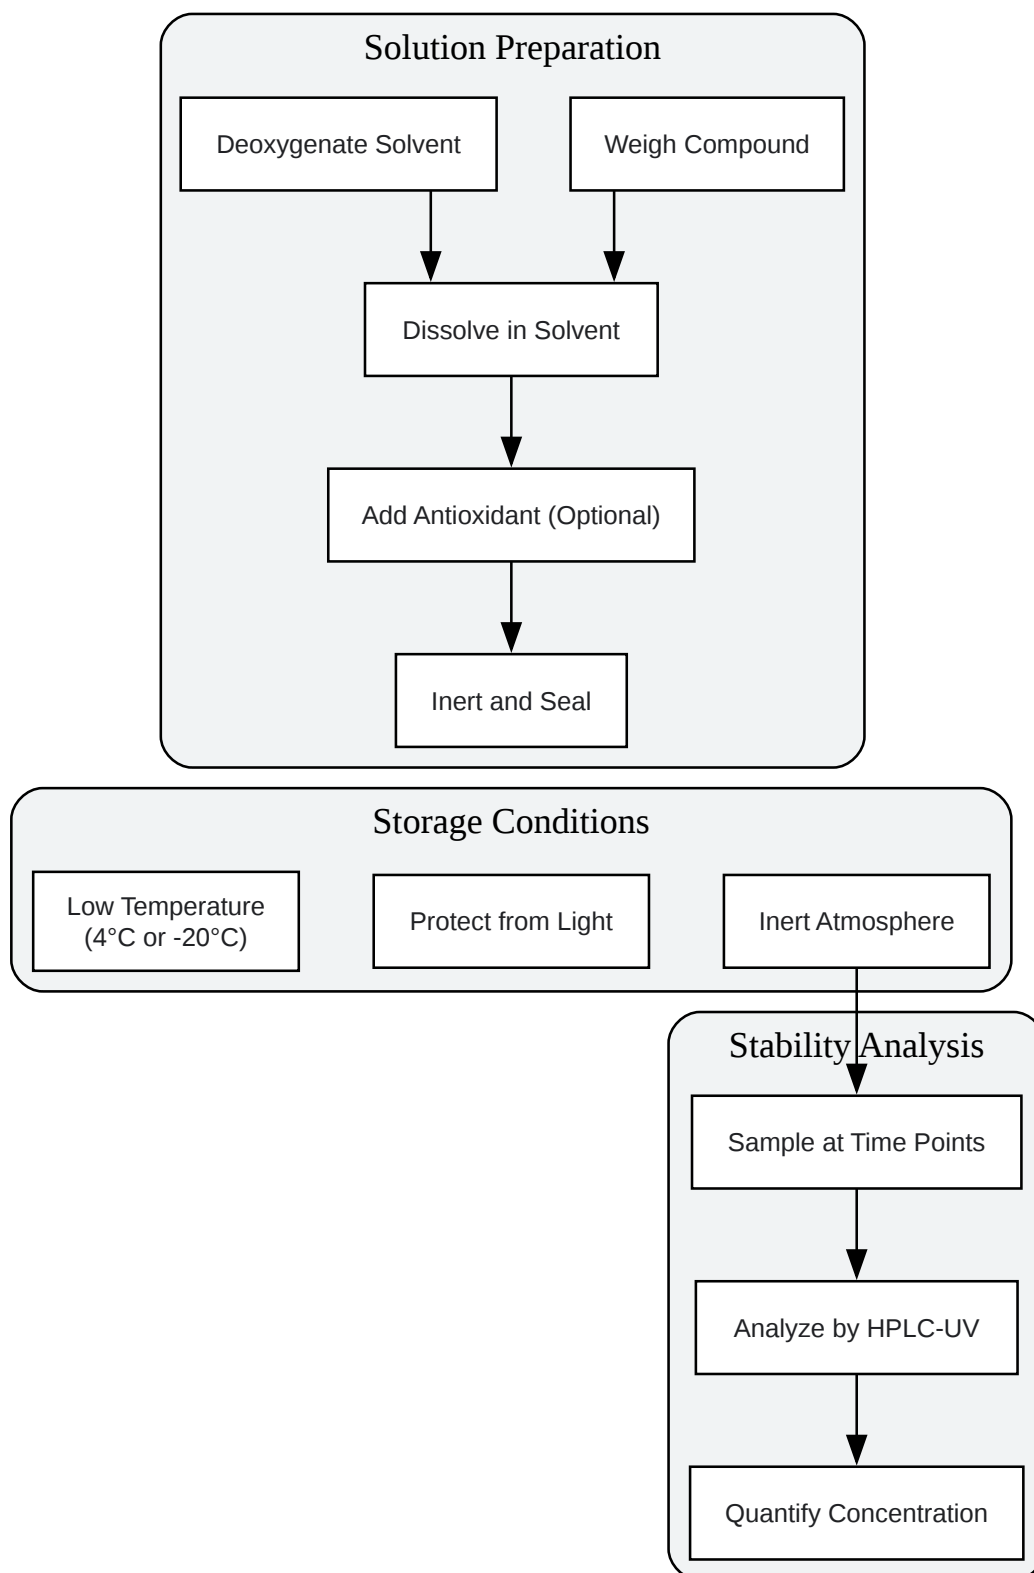 Solution Preparation
Deoxygenate Solvent
Weigh Compound
Dissolve in Solvent
Add Antioxidant (Optional)
Inert and Seal
Storage Conditions
Low Temperature
(4°C or -20°C)
Protect from Light
Inert Atmosphere
Stability Analysis
Sample at Time Points
Analyze by HPLC-UV
Quantify Concentration